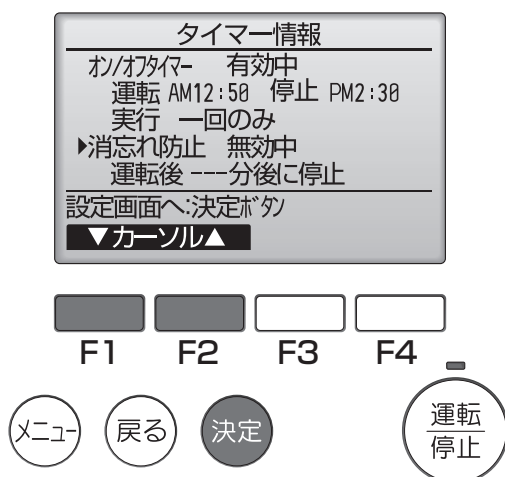 タイマー情報
オン/オフタイマー 有効中
運転 AM12:50 停止 PM2:30
実行 一回のみ
▶消忘れ防止 無効中
運転後 ---分後に停止
設定画面へ:決定ボタン
▼カーソル▲
F1 F2 F3 F4
メニュー 戻る 決定 運転
停止